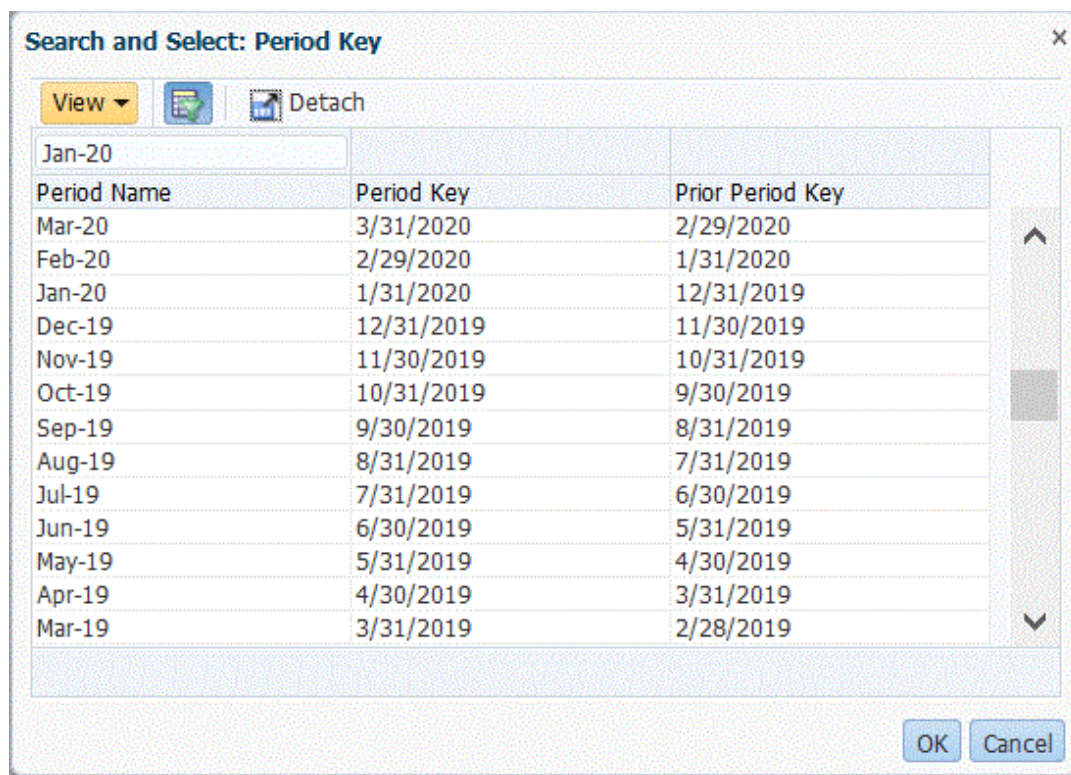 Search and Select: Period Key
View Detach
Jan-20
Period Name Period Key Prior Period Key
Mar-20 3/31/2020 2/29/2020
Feb-20 2/29/2020 1/31/2020
Jan-20 1/31/2020 12/31/2019
Dec-19 12/31/2019 11/30/2019
Nov-19 11/30/2019 10/31/2019
Oct-19 10/31/2019 9/30/2019
Sep-19 9/30/2019 8/31/2019
Aug-19 8/31/2019 7/31/2019
Jul-19 7/31/2019 6/30/2019
Jun-19 6/30/2019 5/31/2019
May-19 5/31/2019 4/30/2019
Apr-19 4/30/2019 3/31/2019
Mar-19 3/31/2019 2/28/2019
OK Cancel